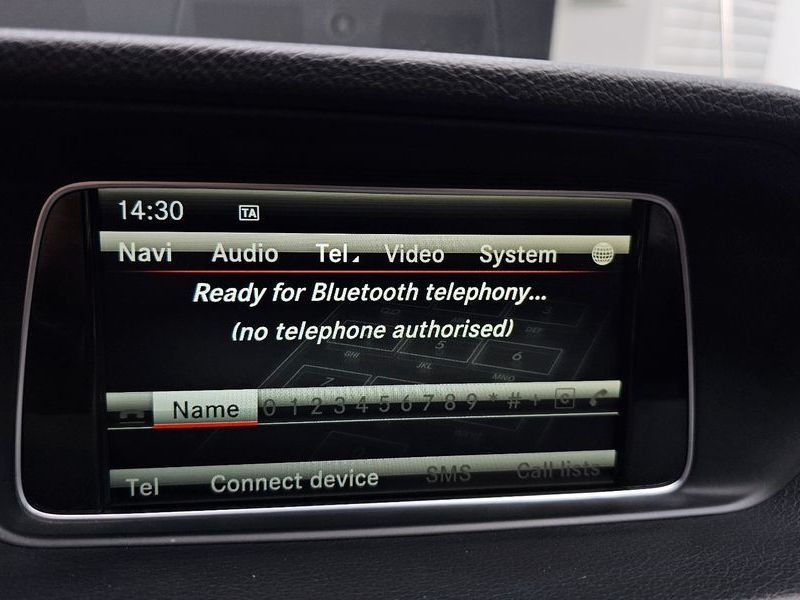 14:30 TA
Navi Audio Tel Video System
Ready for Bluetooth telephony...
(no telephone authorised)
Name 0 1 2 3 4 5 6 7 8 9 * # +
Tel Connect device SMS Call lists